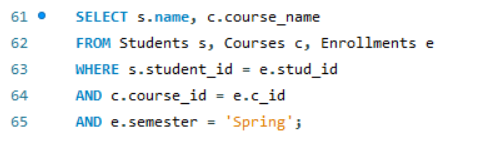 61 SELECT s.name, c.course_name
62 FROM Students s, Courses c, Enrollments e
63 WHERE s.student_id = e.stud_id
64 AND c.course_id = e.c_id
65 AND e.semester = 'Spring';